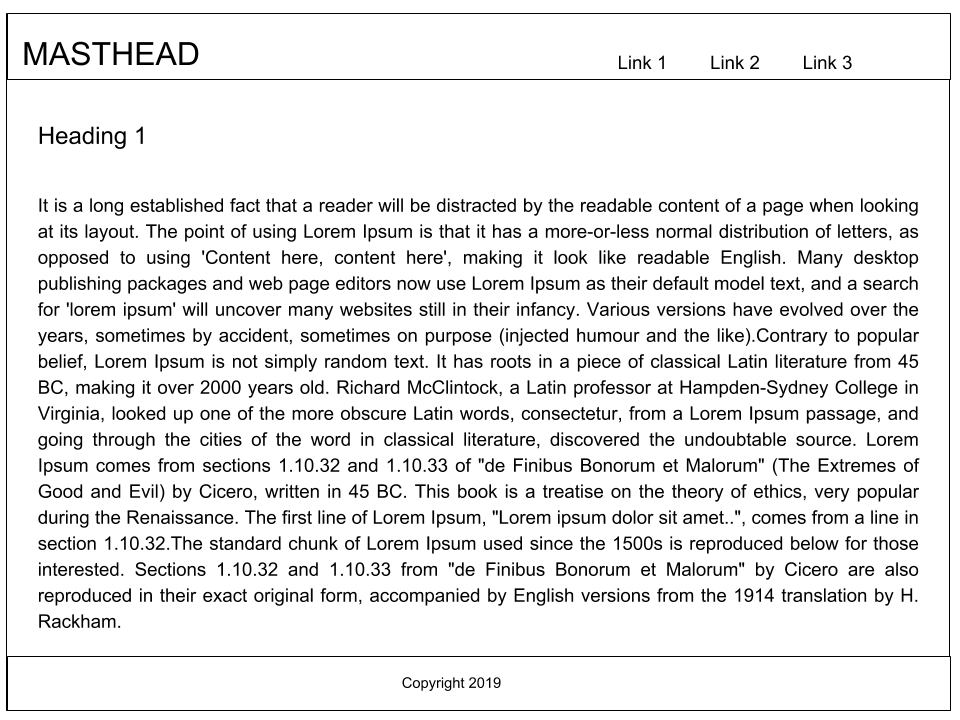 MASTHEAD
Link 1 Link 2 Link 3
Heading 1
It is a long established fact that a reader will be distracted by the readable content of a page when looking
at its layout. The point of using Lorem Ipsum is that it has a more-or-less normal distribution of letters, as
opposed to using 'Content here, content here', making it look like readable English. Many desktop
publishing packages and web page editors now use Lorem Ipsum as their default model text, and a search
for 'lorem ipsum' will uncover many websites still in their infancy. Various versions have evolved over the
years, sometimes by accident, sometimes on purpose (injected humour and the like).Contrary to popular
belief, Lorem Ipsum is not simply random text. It has roots in a piece of classical Latin literature from 45
BC, making it over 2000 years old. Richard McClintock, a Latin professor at Hampden-Sydney College in
Virginia, looked up one of the more obscure Latin words, consectetur, from a Lorem Ipsum passage, and
going through the cities of the word in classical literature, discovered the undoubtable source. Lorem
Ipsum comes from sections 1.10.32 and 1.10.33 of "de Finibus Bonorum et Malorum" (The Extremes of
Good and Evil) by Cicero, written in 45 BC. This book is a treatise on the theory of ethics, very popular
during the Renaissance. The first line of Lorem Ipsum, "Lorem ipsum dolor sit amet..", comes from a line in
section 1.10.32.The standard chunk of Lorem Ipsum used since the 1500s is reproduced below for those
interested. Sections 1.10.32 and 1.10.33 from "de Finibus Bonorum et Malorum" by Cicero are also
reproduced in their exact original form, accompanied by English versions from the 1914 translation by H.
Rackham.
Copyright 2019